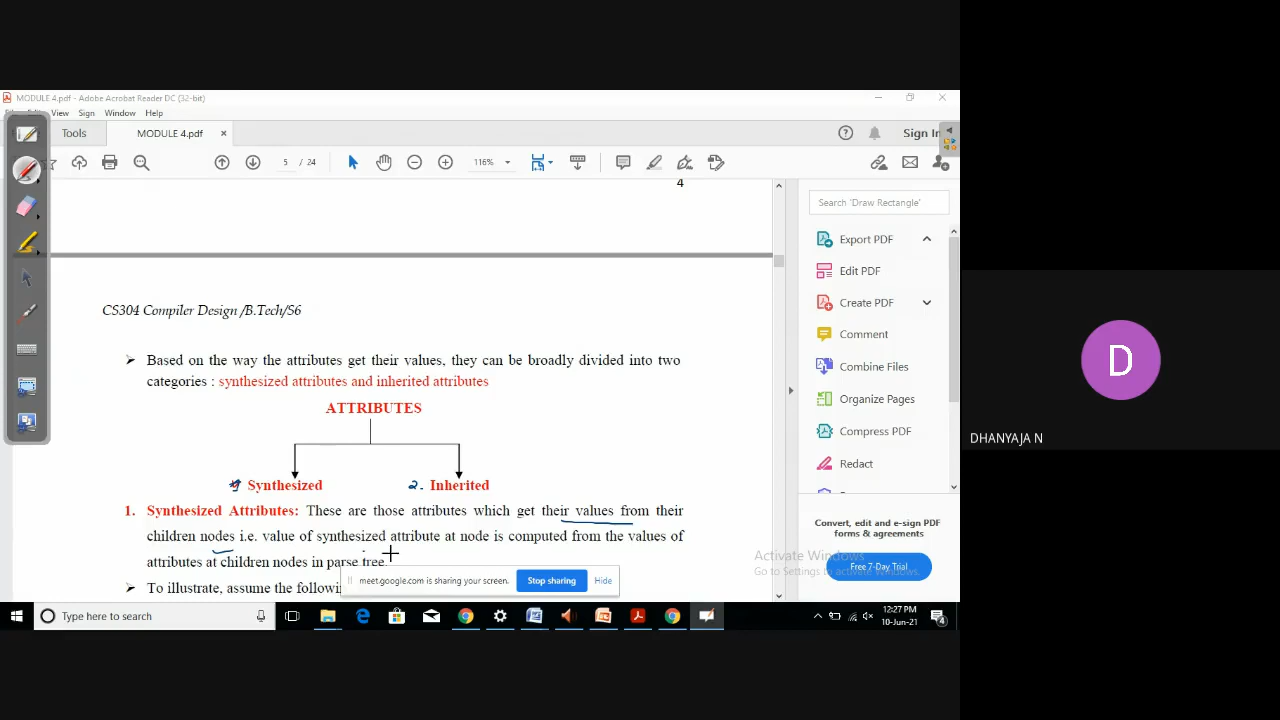 MODULE 4.pdf - Adobe Acrobat Reader DC (32-bit)
View Sign Window Help
Tools MODULE 4.pdf × Sign In
5 / 24 116%
4
Search 'Draw Rectangle'
Export PDF
Edit PDF
Create PDF
Comment
Combine Files
Organize Pages
Compress PDF
Redact
Convert, edit and e-sign PDF
forms & agreements
Free 7-Day Trial
CS304 Compiler Design /B.Tech/S6
➢ Based on the way the attributes get their values, they can be broadly divided into two
categories : synthesized attributes and inherited attributes
ATTRIBUTES
Synthesized 2. Inherited
1. Synthesized Attributes: These are those attributes which get their values from their
children nodes i.e. value of synthesized attribute at node is computed from the values of
attributes at children nodes in parse tree.
➢ To illustrate, assume the followin
meet.google.com is sharing your screen. Stop sharing Hide
Activate Windows
Go to Settings to activate Windows.
Type here to search
12:27 PM
10-Jun-21
4
D
DHANYAJA N